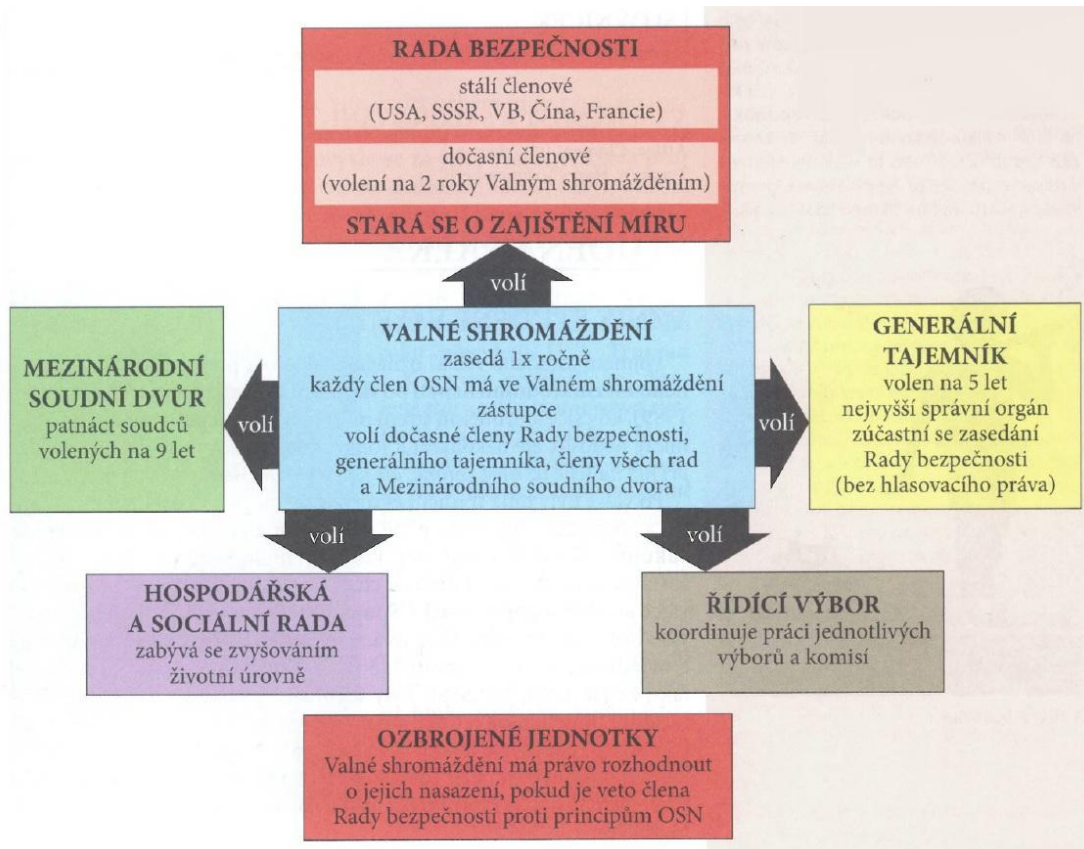 RADA BEZPEČNOSTI
stálí členové
(USA, SSSR, VB, Čína, Francie)
dočasní členové
(volení na 2 roky Valným shromážděním)
STARÁ SE O ZAJIŠTĚNÍ MÍRU
volí
MEZINÁRODNÍ
SOUDNÍ DVŮR
patnáct soudců
volených na 9 let
volí
VALNÉ SHROMÁŽDĚNÍ
zasedá 1x ročně
každý člen OSN má ve Valném shromáždění
zástupce
volí dočasné členy Rady bezpečnosti,
generálního tajemníka, členy všech rad
a Mezinárodního soudního dvora
volí
GENERÁLNÍ
TAJEMNÍK
volen na 5 let
nejvyšší správní orgán
zúčastní se zasedání
Rady bezpečnosti
(bez hlasovacího práva)
volí
volí
HOSPODÁŘSKÁ
A SOCIÁLNÍ RADA
zabývá se zvyšováním
životní úrovně
ŘÍDÍCÍ VÝBOR
koordinuje práci jednotlivých
výborů a komisí
OZBROJENÉ JEDNOTKY
Valné shromáždění má právo rozhodnout
o jejich nasazení, pokud je veto člena
Rady bezpečnosti proti principům OSN